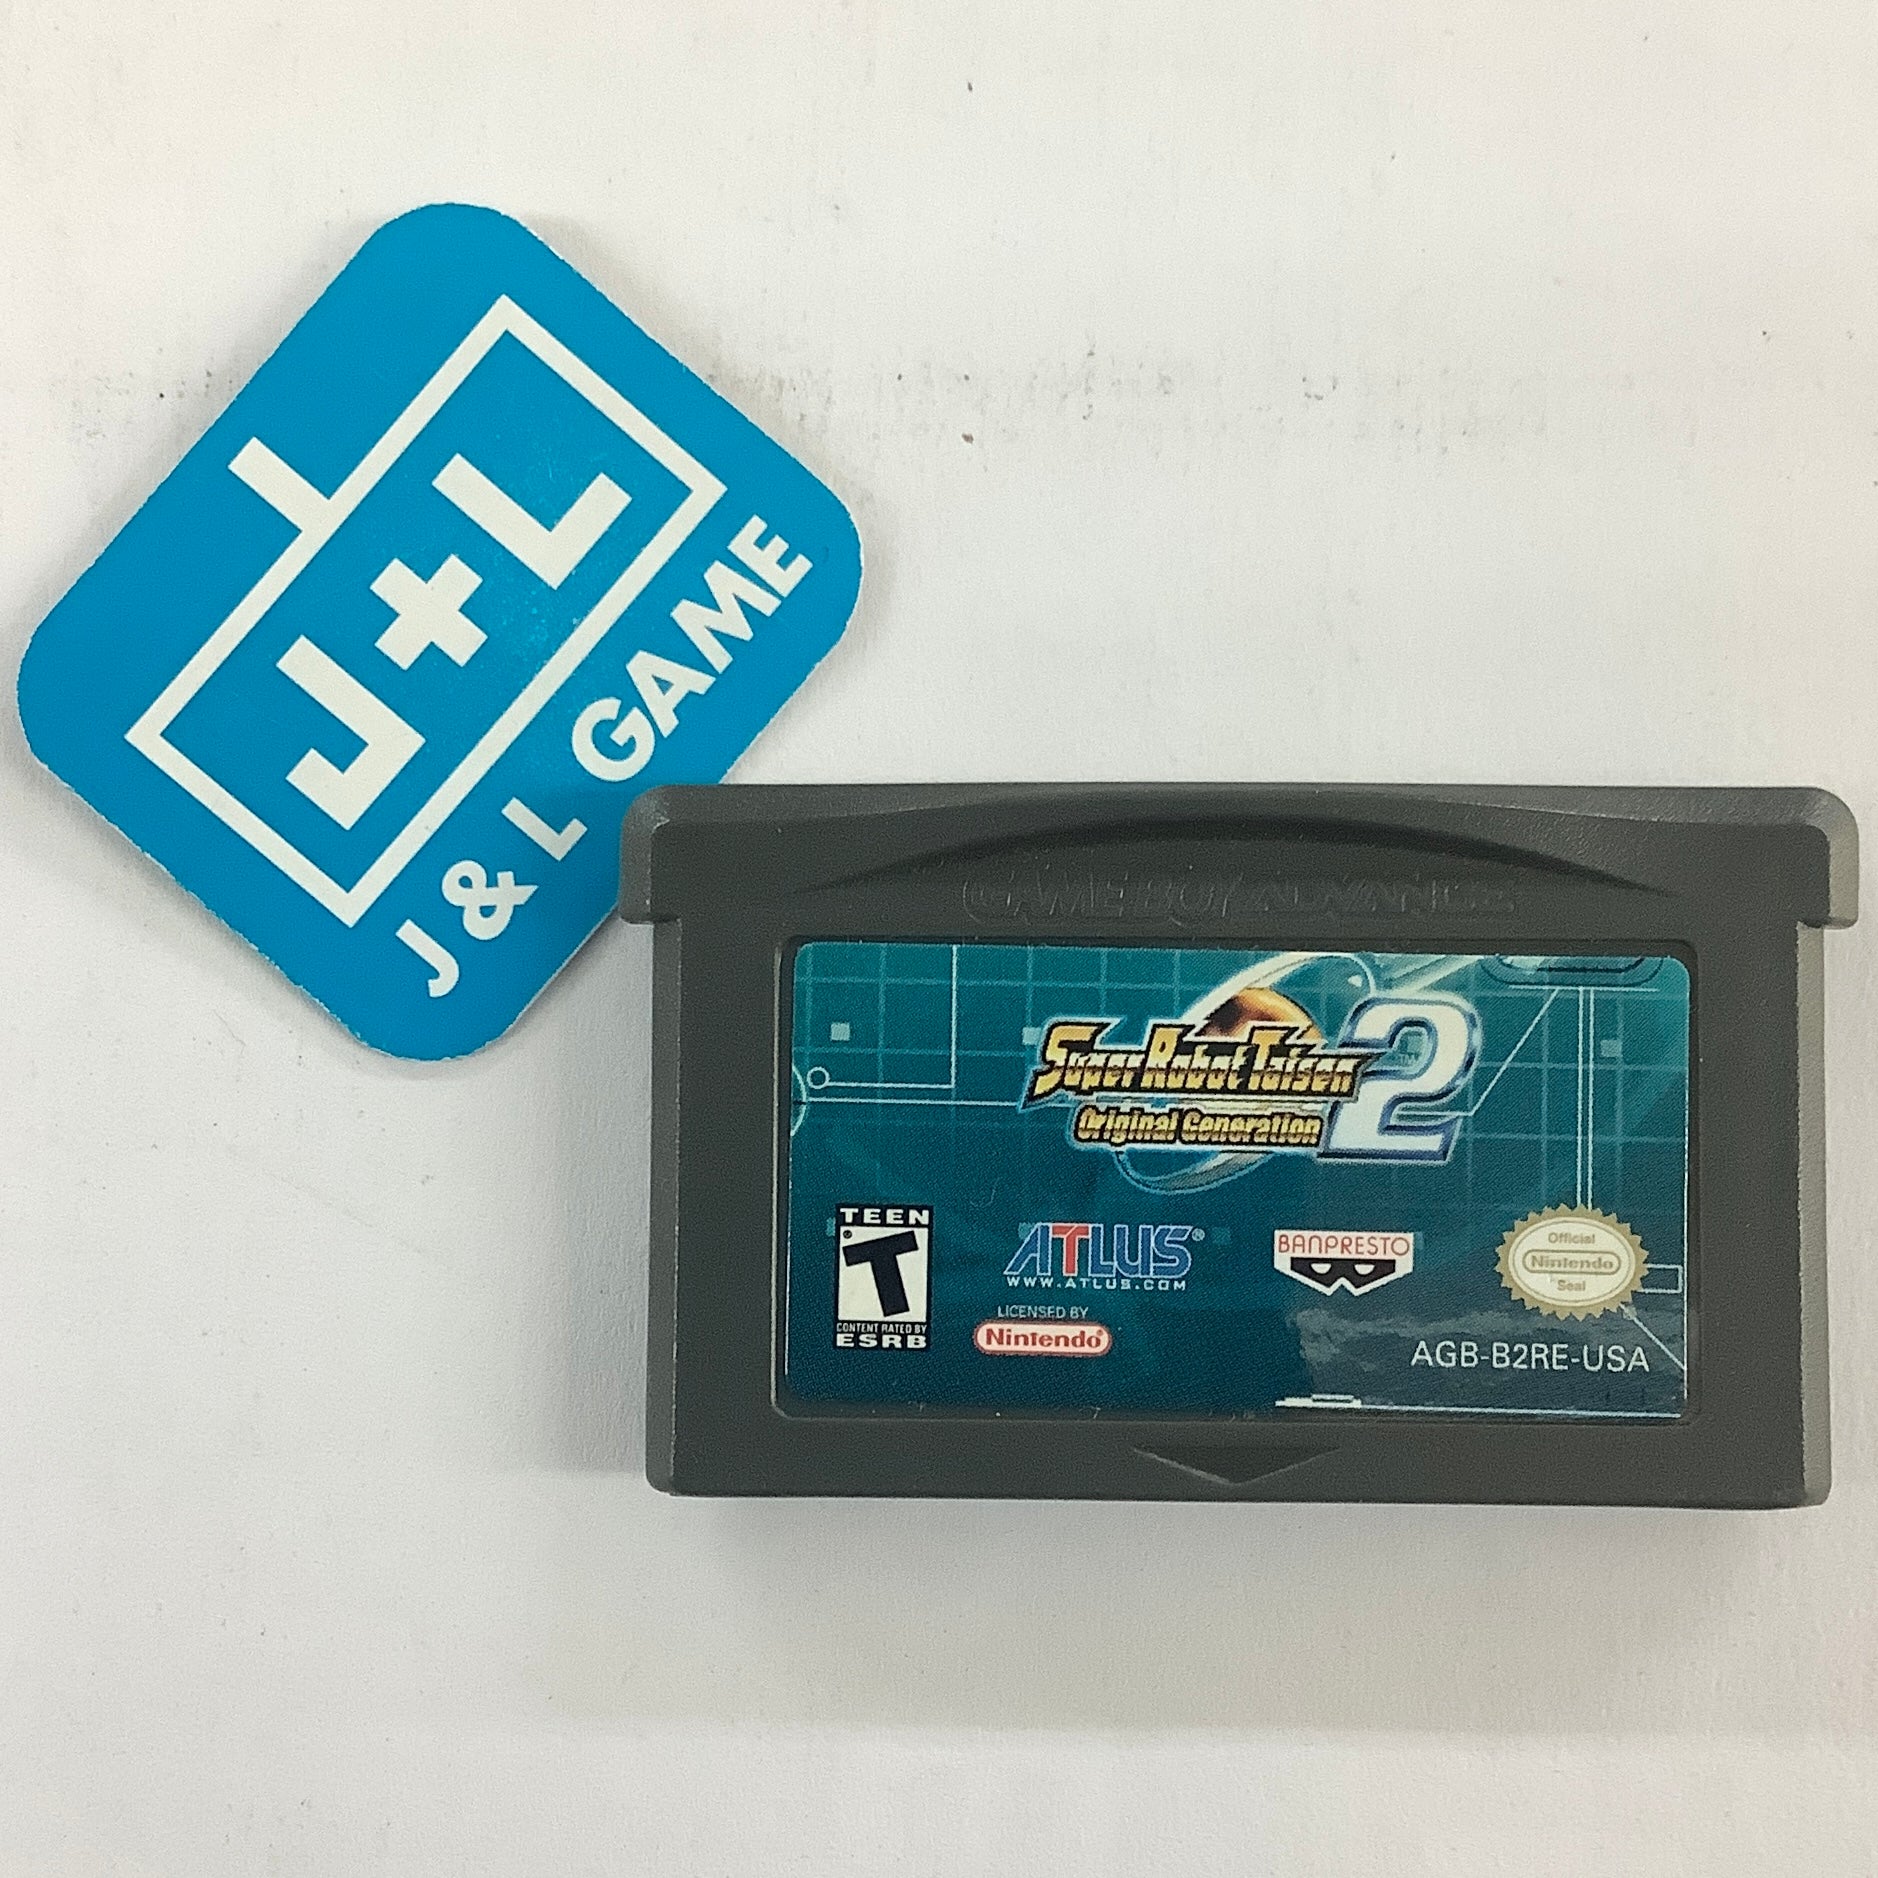 J+L
J & L GAME
GAME BOY ADVANCE
Super Robot Taisen 2 ™
Original Generation
TEEN
T ®
CONTENT RATED BY
ESRB
ATLUS®
WWW.ATLUS.COM
LICENSED BY
Nintendo®
BANPRESTO
Official
Nintendo
Seal
AGB-B2RE-USA